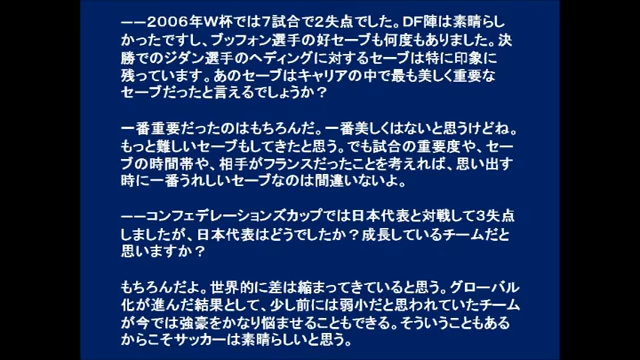 ――2006年W杯では7試合で2失点でした。DF陣は素晴らし
かったですし、ブッフォン選手の好セーブも何度もありました。決
勝でのジダン選手のヘディングに対するセーブは特に印象に
残っています。あのセーブはキャリアの中で最も美しく重要な
セーブだったと言えるでしょうか？
一番重要だったのはもちろんだ。一番美しくはないと思うけどね。
もっと難しいセーブもしてきたと思う。でも試合の重要度や、セー
ブの時間帯や、相手がフランスだったことを考えれば、思い出す
時に一番うれしいセーブなのは間違いないよ。
――コンフェデレーションズカップでは日本代表と対戦して3失点
しましたが、日本代表はどうでしたか？成長しているチームだと
思いますか？
もちろんだよ。世界的に差は縮まってきていると思う。グローバル
化が進んだ結果として、少し前には弱小だと思われていたチーム
が今では強豪をかなり悩ませることもできる。そういうこともある
からこそサッカーは素晴らしいと思う。